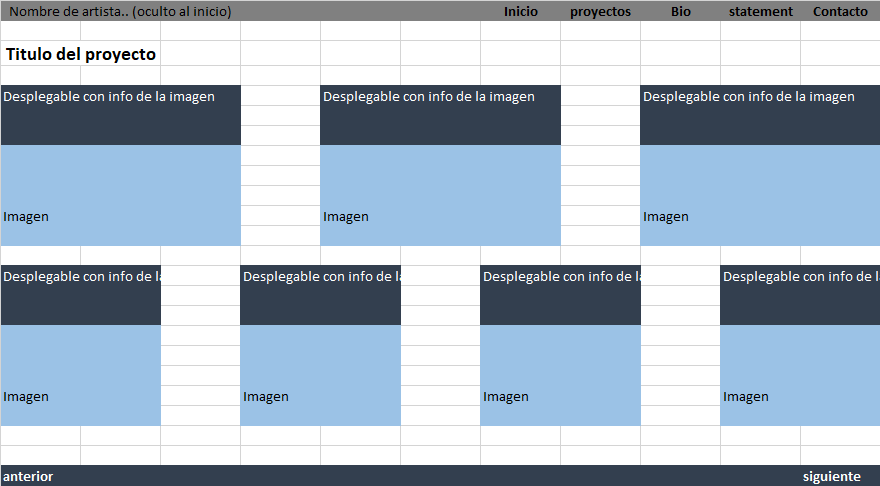 Nombre de artista.. (oculto al inicio) Inicio proyectos Bio statement Contacto
Titulo del proyecto
Desplegable con info de la imagen Desplegable con info de la imagen Desplegable con info de la imagen
Imagen Imagen Imagen
Desplegable con info de la Desplegable con info de la Desplegable con info de la Desplegable con info de l
Imagen Imagen Imagen Imagen
anterior siguiente